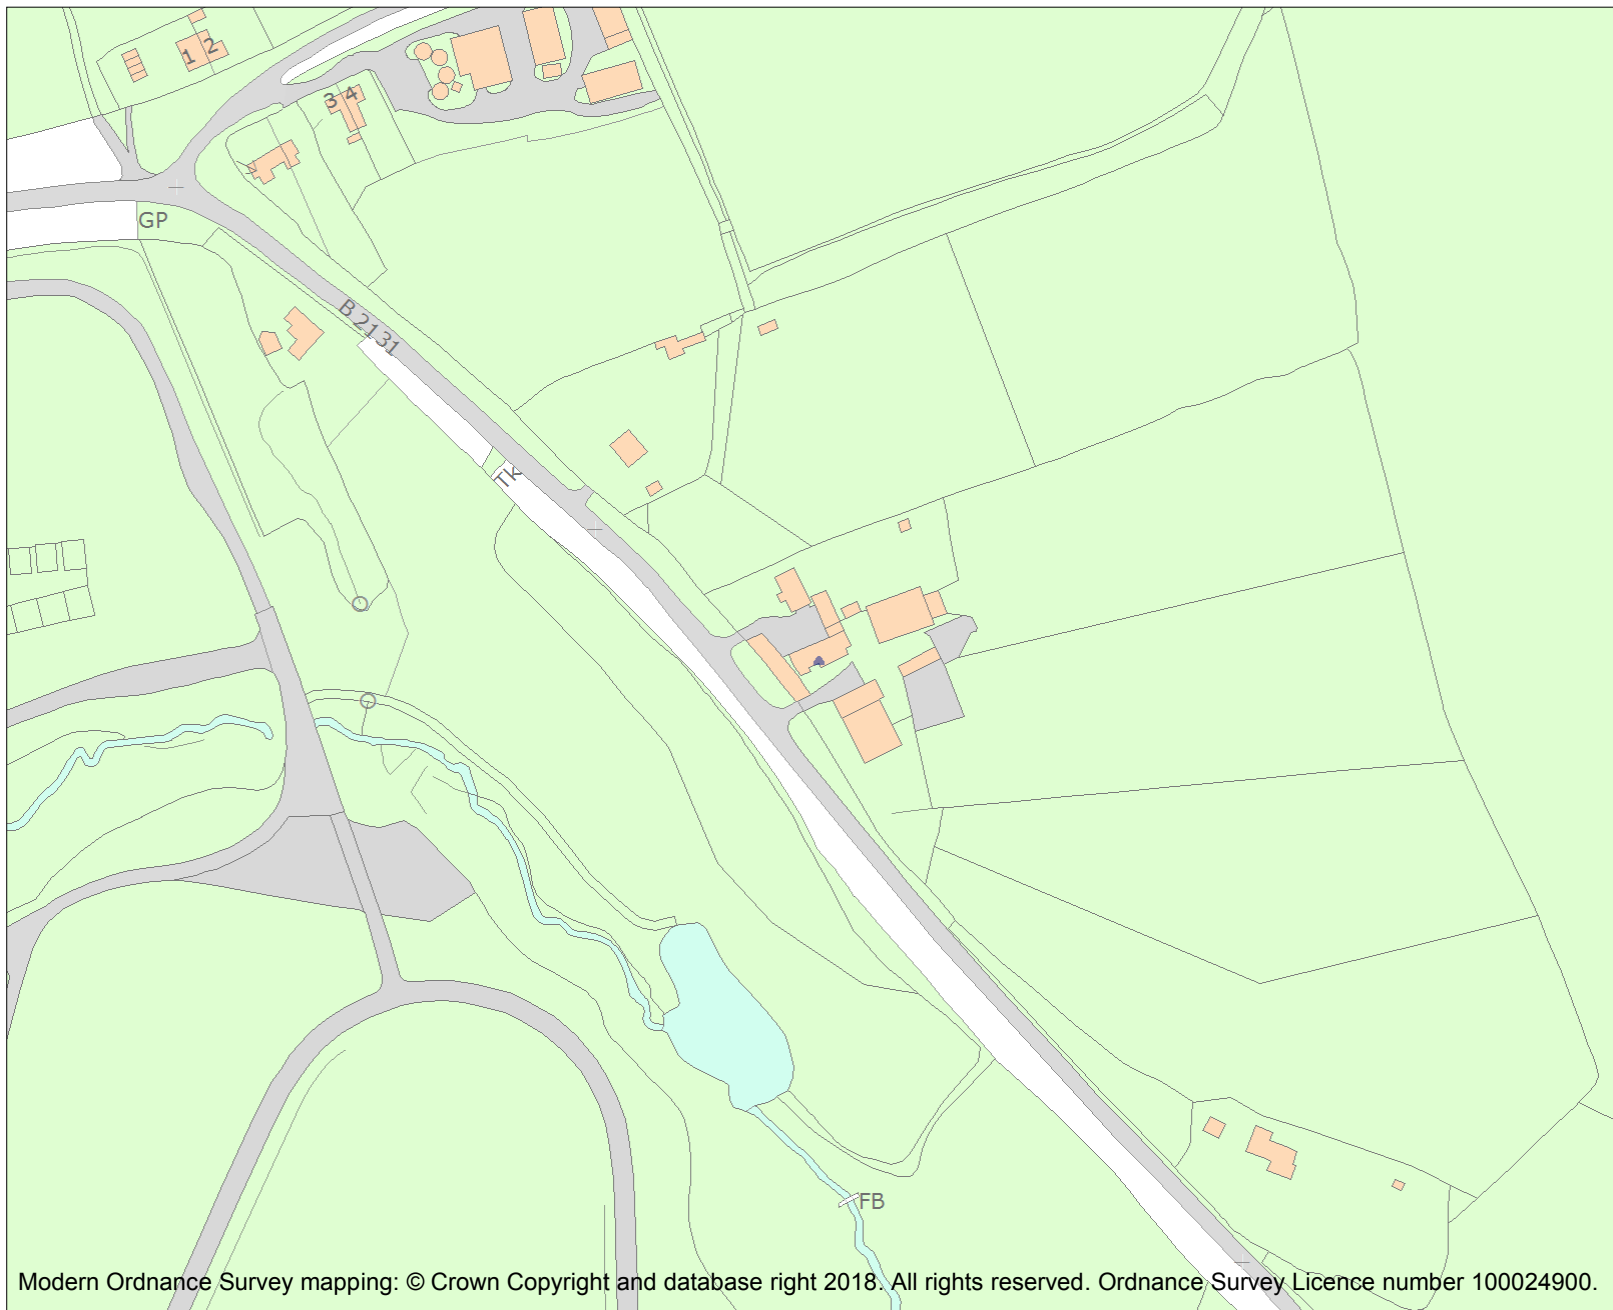 1 2
3 4
GP
B 2131
TK
FB
Modern Ordnance Survey mapping: © Crown Copyright and database right 2018. All rights reserved. Ordnance Survey Licence number 100024900.